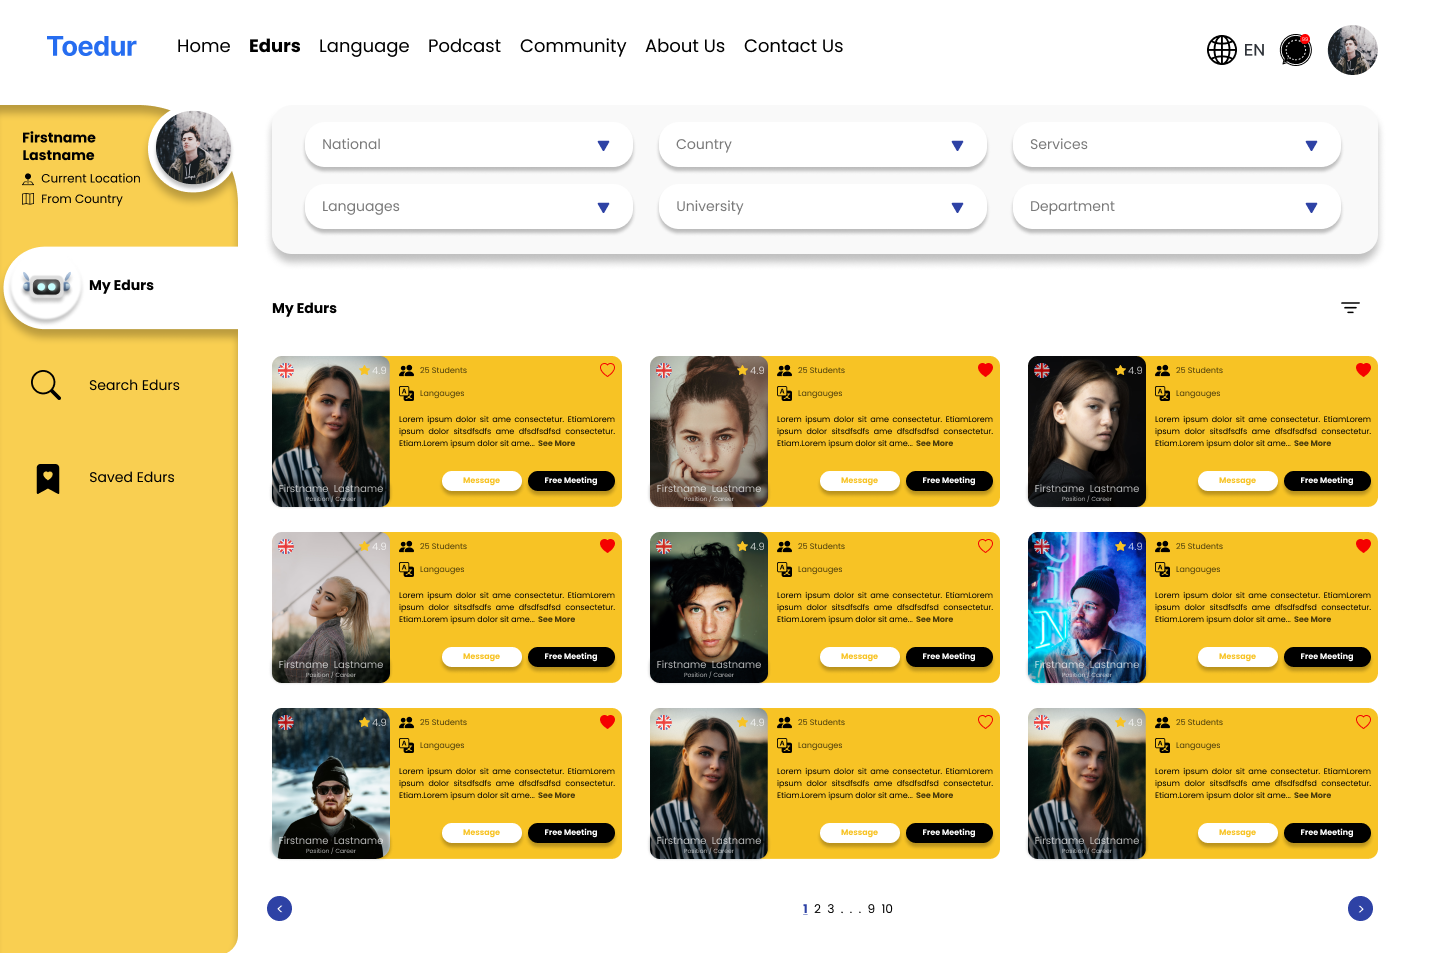 Toedur
Home Edurs Language Podcast Community About Us Contact Us
EN
Firstname
Lastname
Current Location
From Country
My Edurs
Search Edurs
Saved Edurs
National
Country
Services
Languages
University
Department
My Edurs
4.9
25 Students
Langouges
Lorem ipsum dolor sit ame consectetur. EtiamLorem
ipsum dolor sitsdfsdfs ame dfsdfsdfsd consectetur.
Etiam.Lorem ipsum dolor sit ame... See More
Firstname Lastname
Position / Career
Message
Free Meeting
4.9
25 Students
Langouges
Lorem ipsum dolor sit ame consectetur. EtiamLorem
ipsum dolor sitsdfsdfs ame dfsdfsdfsd consectetur.
Etiam.Lorem ipsum dolor sit ame... See More
Firstname Lastname
Position / Career
Message
Free Meeting
4.9
25 Students
Langouges
Lorem ipsum dolor sit ame consectetur. EtiamLorem
ipsum dolor sitsdfsdfs ame dfsdfsdfsd consectetur.
Etiam.Lorem ipsum dolor sit ame... See More
Firstname Lastname
Position / Career
Message
Free Meeting
4.9
25 Students
Langouges
Lorem ipsum dolor sit ame consectetur. EtiamLorem
ipsum dolor sitsdfsdfs ame dfsdfsdfsd consectetur.
Etiam.Lorem ipsum dolor sit ame... See More
Firstname Lastname
Position / Career
Message
Free Meeting
4.9
25 Students
Langouges
Lorem ipsum dolor sit ame consectetur. EtiamLorem
ipsum dolor sitsdfsdfs ame dfsdfsdfsd consectetur.
Etiam.Lorem ipsum dolor sit ame... See More
Firstname Lastname
Position / Career
Message
Free Meeting
4.9
25 Students
Langouges
Lorem ipsum dolor sit ame consectetur. EtiamLorem
ipsum dolor sitsdfsdfs ame dfsdfsdfsd consectetur.
Etiam.Lorem ipsum dolor sit ame... See More
Firstname Lastname
Position / Career
Message
Free Meeting
4.9
25 Students
Langouges
Lorem ipsum dolor sit ame consectetur. EtiamLorem
ipsum dolor sitsdfsdfs ame dfsdfsdfsd consectetur.
Etiam.Lorem ipsum dolor sit ame... See More
Firstname Lastname
Position / Career
Message
Free Meeting
4.9
25 Students
Langouges
Lorem ipsum dolor sit ame consectetur. EtiamLorem
ipsum dolor sitsdfsdfs ame dfsdfsdfsd consectetur.
Etiam.Lorem ipsum dolor sit ame... See More
Firstname Lastname
Position / Career
Message
Free Meeting
4.9
25 Students
Langouges
Lorem ipsum dolor sit ame consectetur. EtiamLorem
ipsum dolor sitsdfsdfs ame dfsdfsdfsd consectetur.
Etiam.Lorem ipsum dolor sit ame... See More
Firstname Lastname
Position / Career
Message
Free Meeting
< 1 2 3 . . . 9 10 >